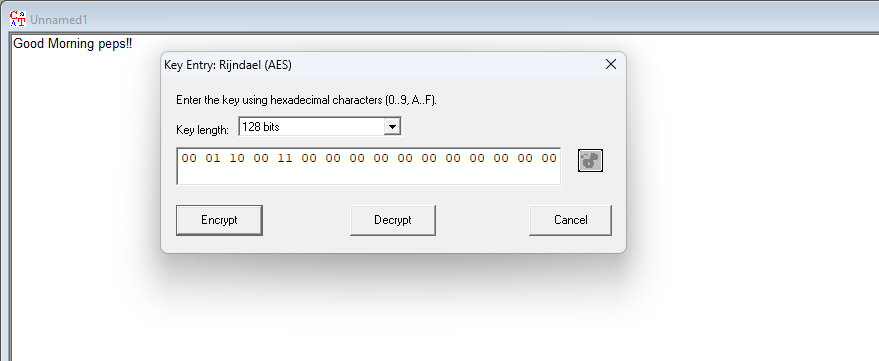 Unnamed1
Good Morning peps!!
Key Entry: Rijndael (AES)
Enter the key using hexadecimal characters (0..9, A..F).
Key length: 128 bits
00 01 10 00 11 00 00 00 00 00 00 00 00 00 00 00
Encrypt Decrypt Cancel